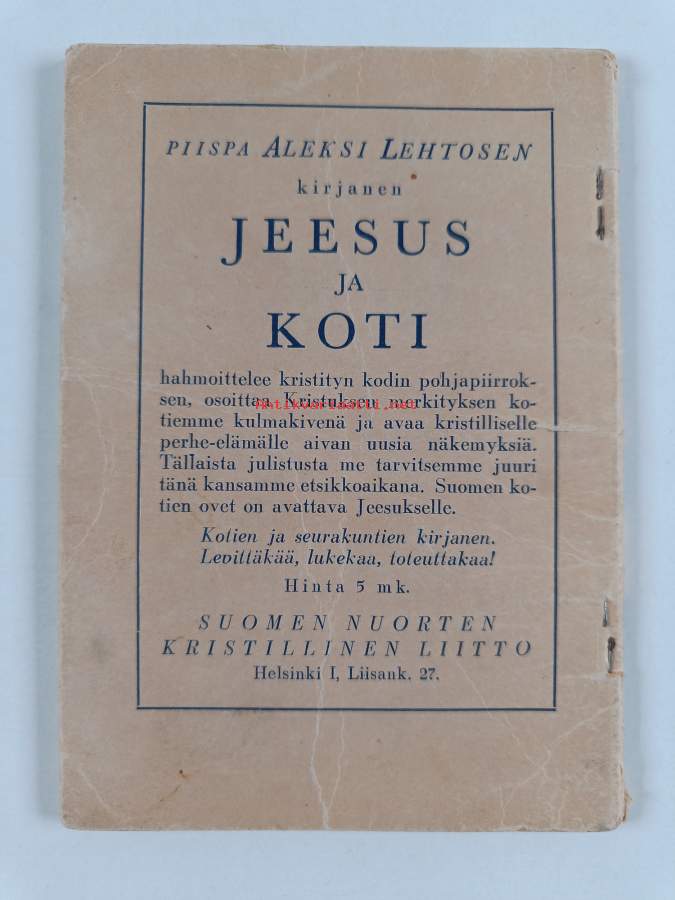 PIISPA ALEKSI LEHTOSEN
kirjanen
JEESUS
JA
KOTI
hahmoittelee kristityn kodin pohjapiirrok-
sen, osoittaa Kristuksen merkityksen ko-
Antikvariaatti.net
tiemme kulmakivenä ja avaa kristilliselle
perhe-elämälle aivan uusia näkemyksiä.
Tällaista julistusta me tarvitsemme juuri
tänä kansamme etsikkoaikana. Suomen ko-
tien ovet on avattava Jeesukselle.
Kotien ja seurakuntien kirjanen.
Levittäkää, lukekaa, toteuttakaa!
Hinta 5 mk.
SUOMEN NUORTEN
KRISTILLINEN LIITTO
Helsinki I, Liisank. 27.